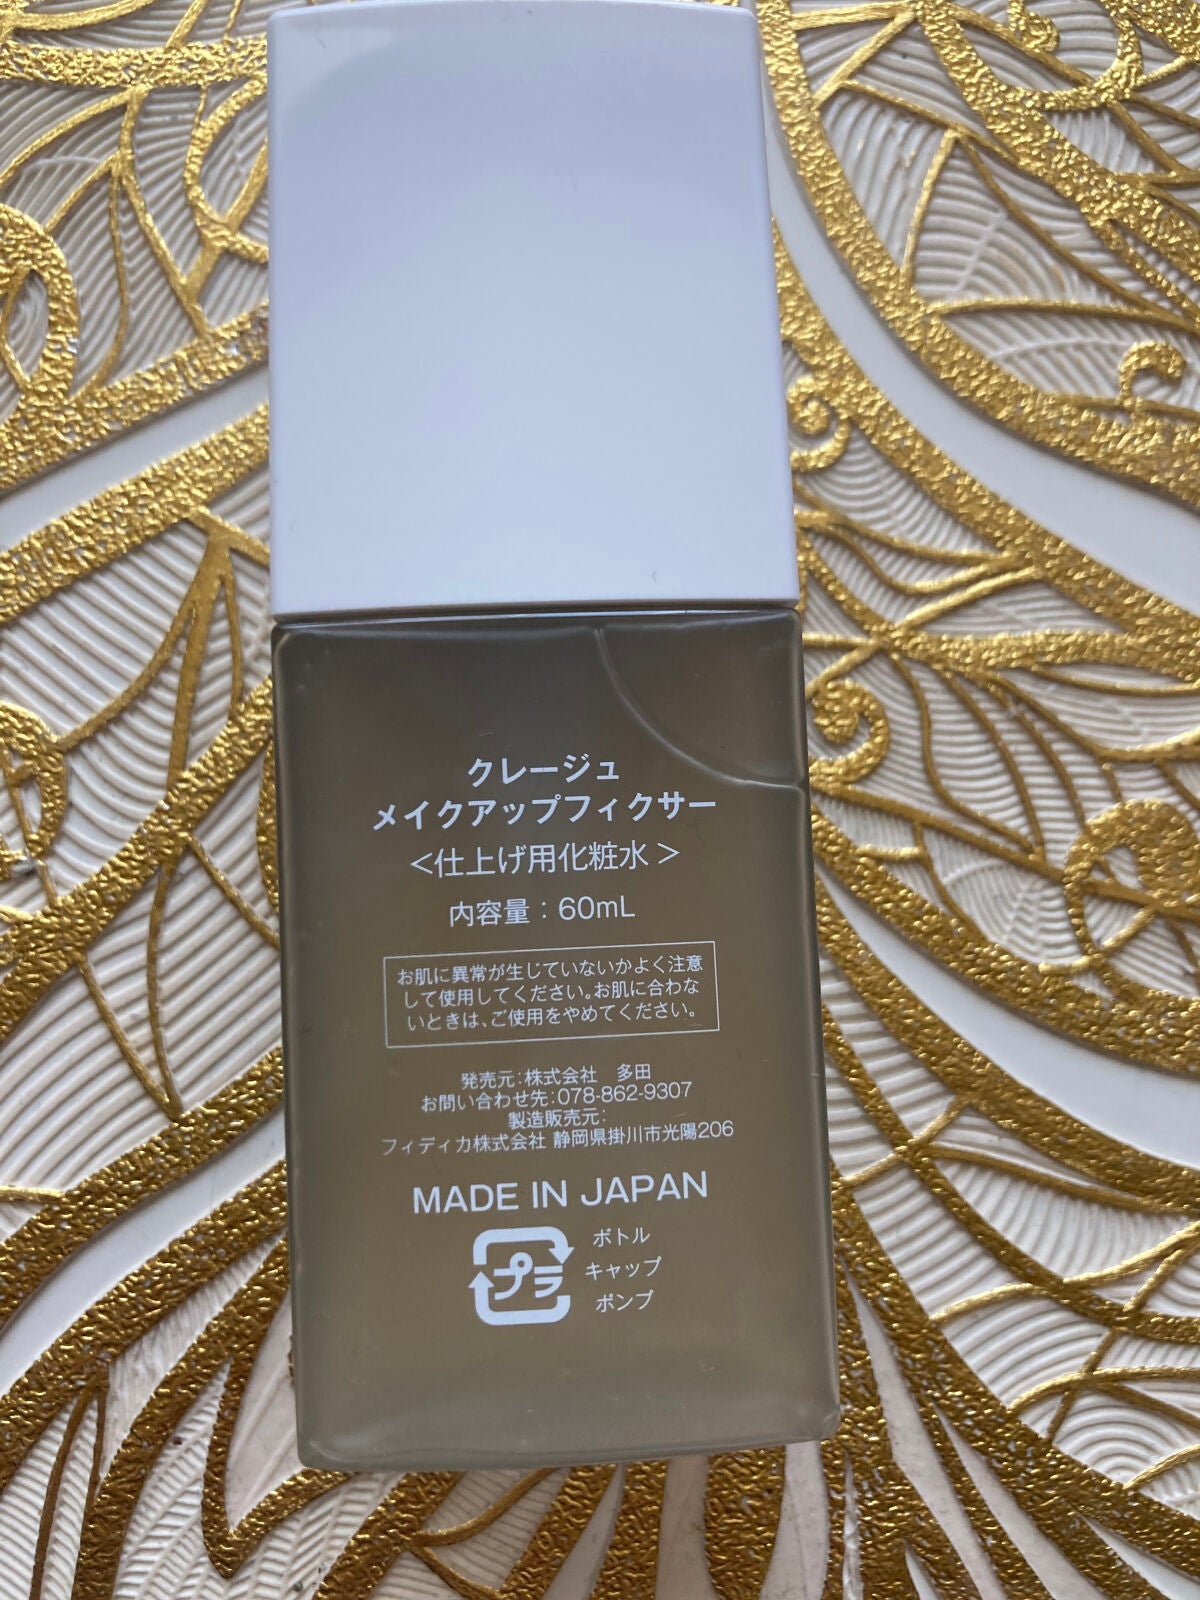 クレージュ
メイクアップフィクサー
<仕上げ用化粧水>
内容量：60mL
お肌に異常が生じていないかよく注意
して使用してください。お肌に合わな
いときは、ご使用をやめてください。
発売元:株式会社　多田
お問い合わせ先:078-862-9307
製造販売元:
フィディカ株式会社 静岡県掛川市光陽206
MADE IN JAPAN
プラ
ボトル
キャップ
ポンプ